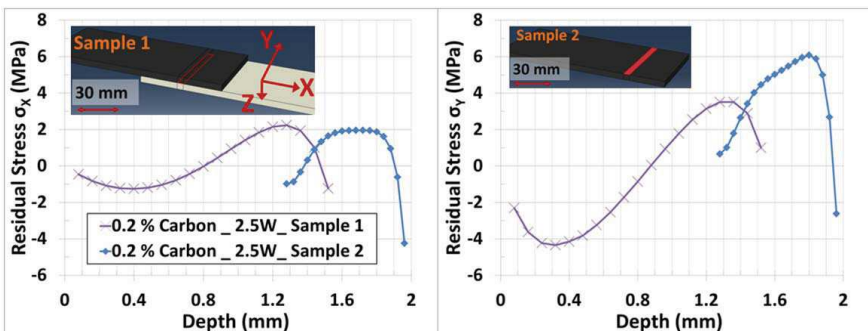 Residual Stress σX (MPa)
8
6
4
2
0
-2
-4
-6
Sample 1
30 mm
Y
X
Z
0.2 % Carbon _ 2.5W_ Sample 1
0.2 % Carbon _ 2.5W_ Sample 2
0 0.4 0.8 1.2 1.6 2
Depth (mm)
Residual Stress σY (MPa)
8
6
4
2
0
-2
-4
-6
Sample 2
30 mm
0 0.4 0.8 1.2 1.6 2
Depth (mm)